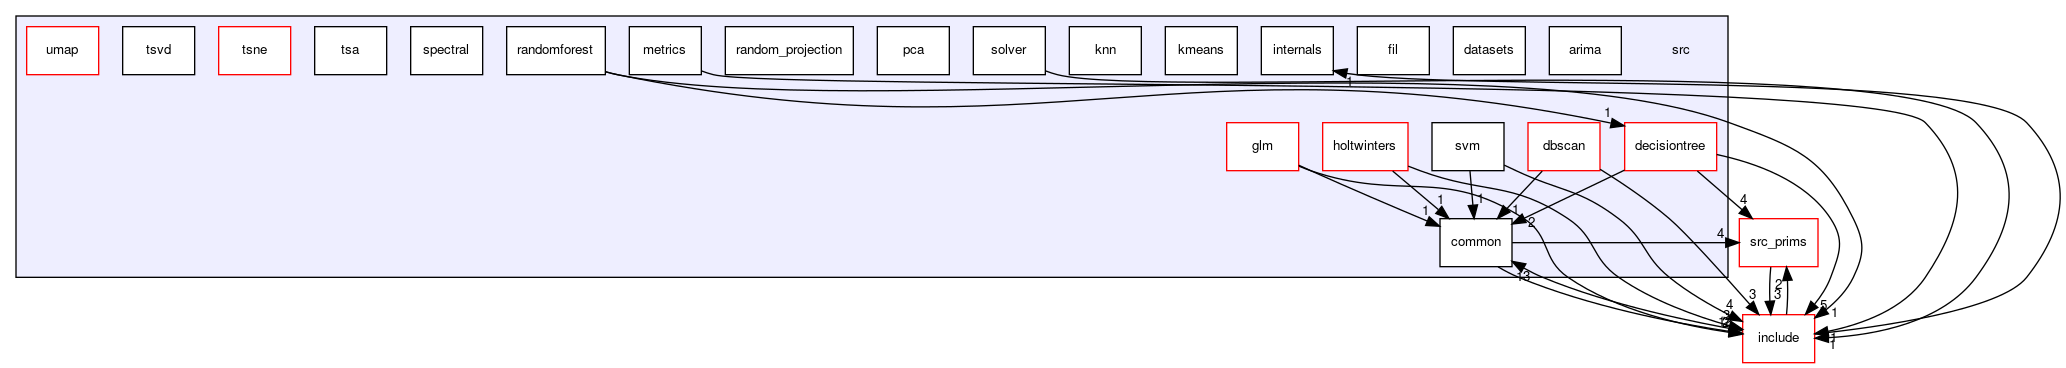 umap tsvd tsne tsa spectral randomforest metrics random_projection pca solver knn kmeans internals fil datasets arima src
1
1
glm holtwinters svm dbscan decisiontree
1 1 1 1 2 4
common 4 src_prims
13 2
3 3 4 5 1
include
1